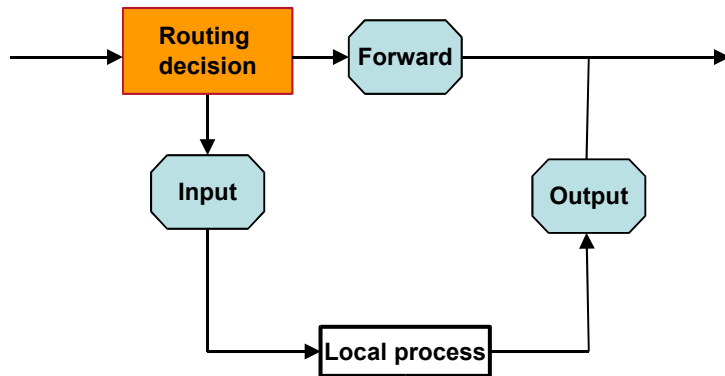 Routing
decision
Forward
Input
Output
Local process